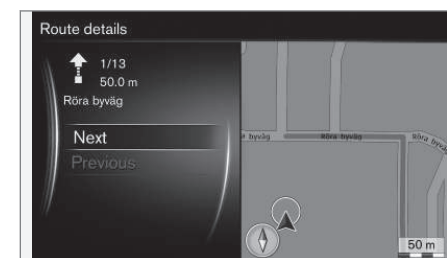 Route details
1/13
50.0 m
Röra byväg
Next
Previous
byväg
Röra byväg
Röra byväg
50 m